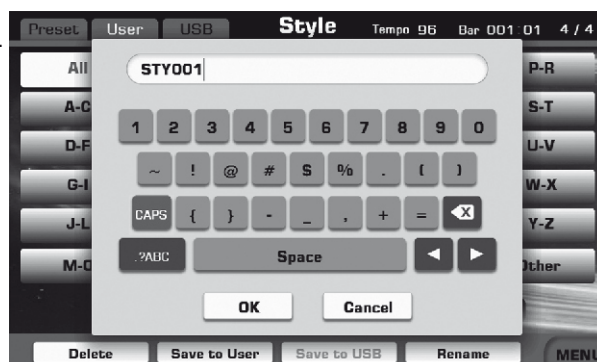 Preset User USB Style Tempo 96 Bar 001:01 4/4
All STY001 P-R
A-C S-T
1 2 3 4 5 6 7 8 9 0
D-F U-V
~ ! @ # $ % . ( )
G-I W-X
CAPS { } - _ , + =
J-L Y-Z
.?ABC Space
M-O Other
OK Cancel
Delete Save to User Save to USB Rename MENU